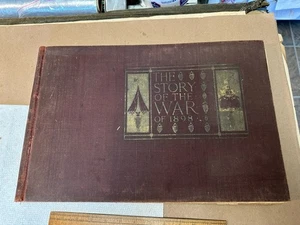 THE
STORY
OF THE
WAR
OF 1898